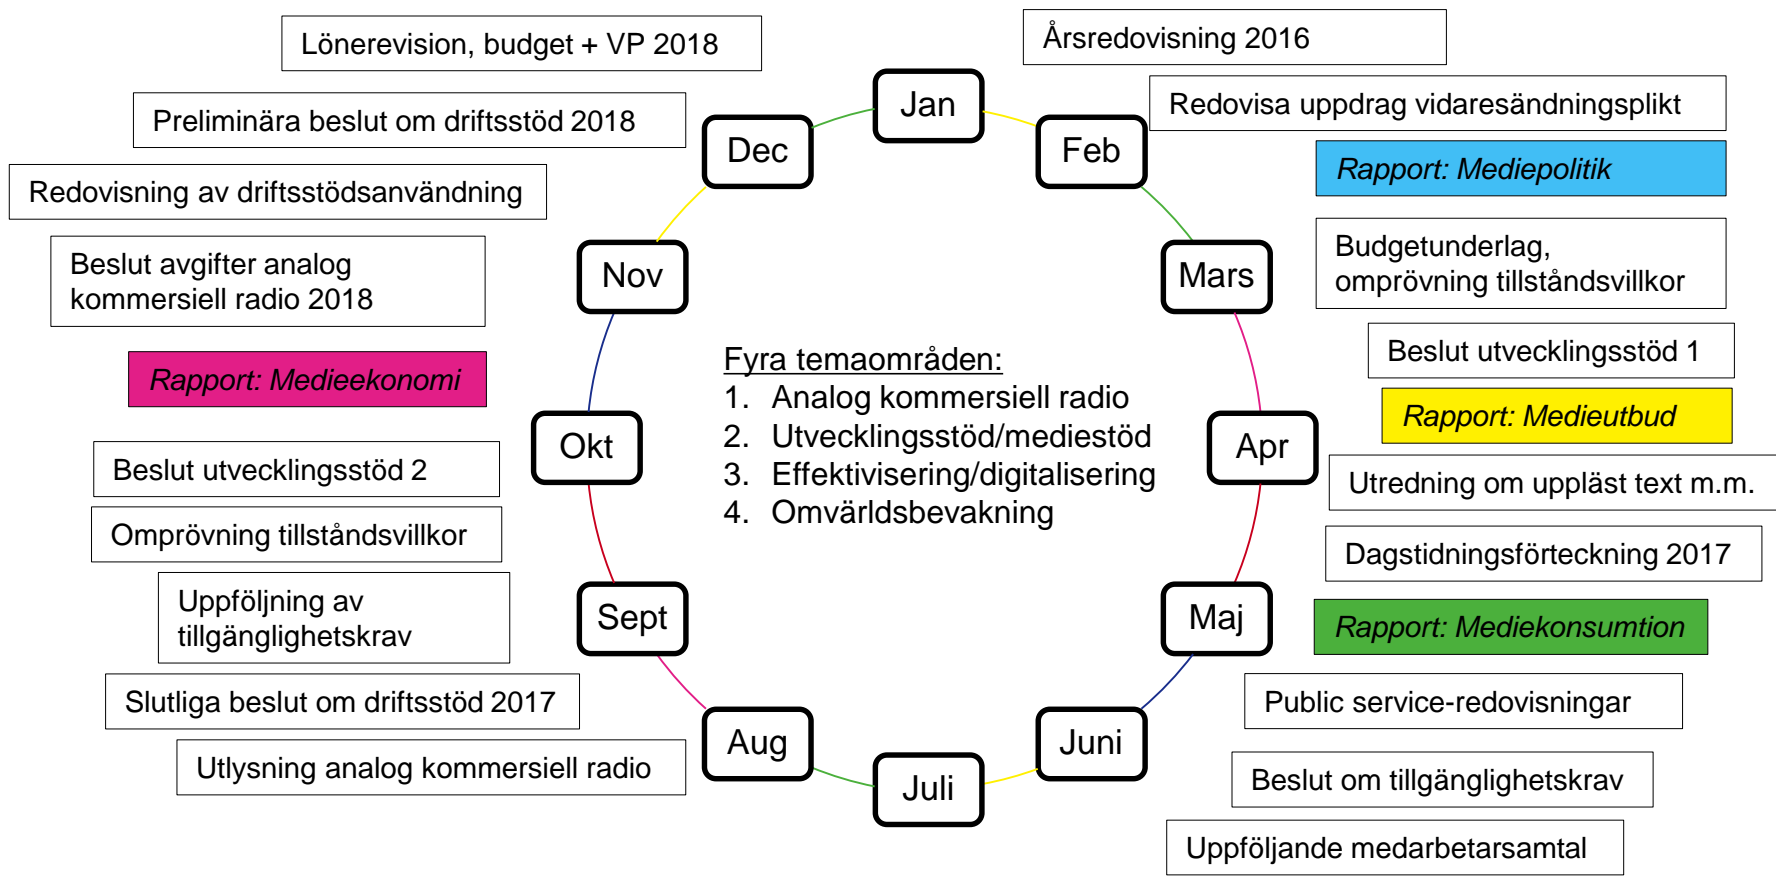 Lönerevision, budget + VP 2018
Årsredovisning 2016
Preliminära beslut om driftsstöd 2018
Redovisa uppdrag vidaresändningsplikt
Redovisning av driftsstödsanvändning
Rapport: Mediepolitik
Beslut avgifter analog
kommersiell radio 2018
Budgetunderlag,
omprövning tillståndsvillkor
Rapport: Medieekonomi
Beslut utvecklingsstöd 1
Rapport: Medieutbud
Beslut utvecklingsstöd 2
Utredning om uppläst text m.m.
Omprövning tillståndsvillkor
Dagstidningsförteckning 2017
Uppföljning av
tillgänglighetskrav
Rapport: Mediekonsumtion
Slutliga beslut om driftsstöd 2017
Public service-redovisningar
Utlysning analog kommersiell radio
Beslut om tillgänglighetskrav
Uppföljande medarbetarsamtal
Jan
Feb
Mars
Apr
Maj
Juni
Juli
Aug
Sept
Okt
Nov
Dec
Fyra temaområden:
1. Analog kommersiell radio
2. Utvecklingsstöd/mediestöd
3. Effektivisering/digitalisering
4. Omvärldsbevakning